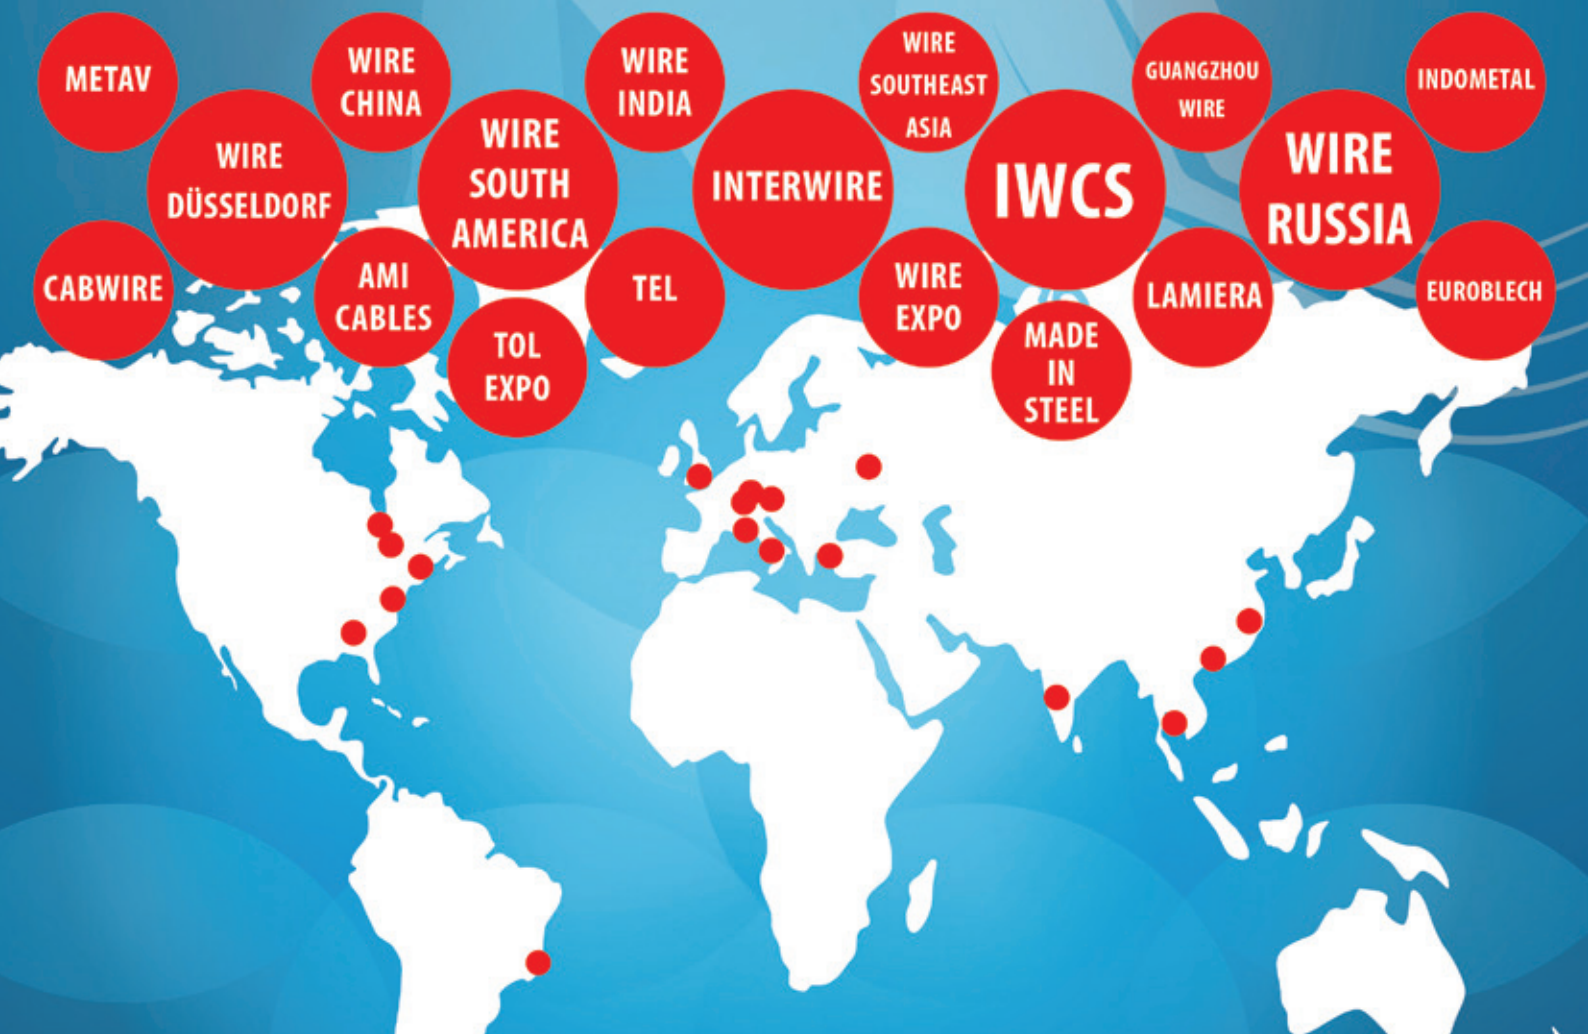 METAV
WIRE
CHINA
WIRE
INDIA
WIRE
SOUTHEAST
ASIA
GUANGZHOU
WIRE
INDOMETAL
WIRE
DÜSSELDORF
WIRE
SOUTH
AMERICA
INTERWIRE
IWCS
WIRE
RUSSIA
CABWIRE
AMI
CABLES
TOL
EXPO
TEL
WIRE
EXPO
MADE
IN
STEEL
LAMIERA
EUROBLECH